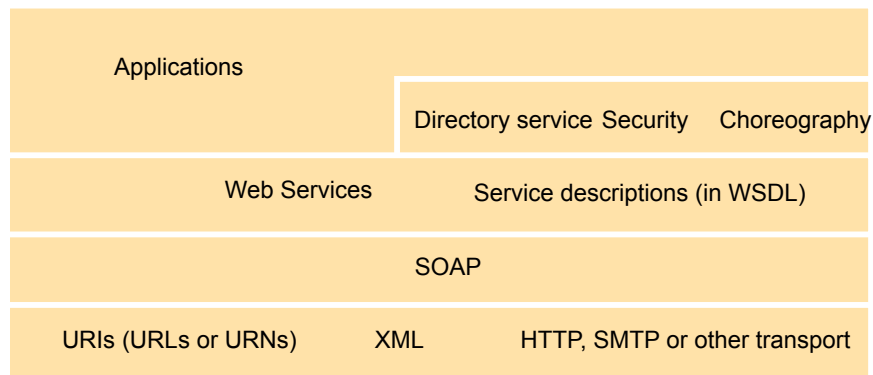 Applications
Directory service Security Choreography
Web Services Service descriptions (in WSDL)
SOAP
URIs (URLs or URNs) XML HTTP, SMTP or other transport